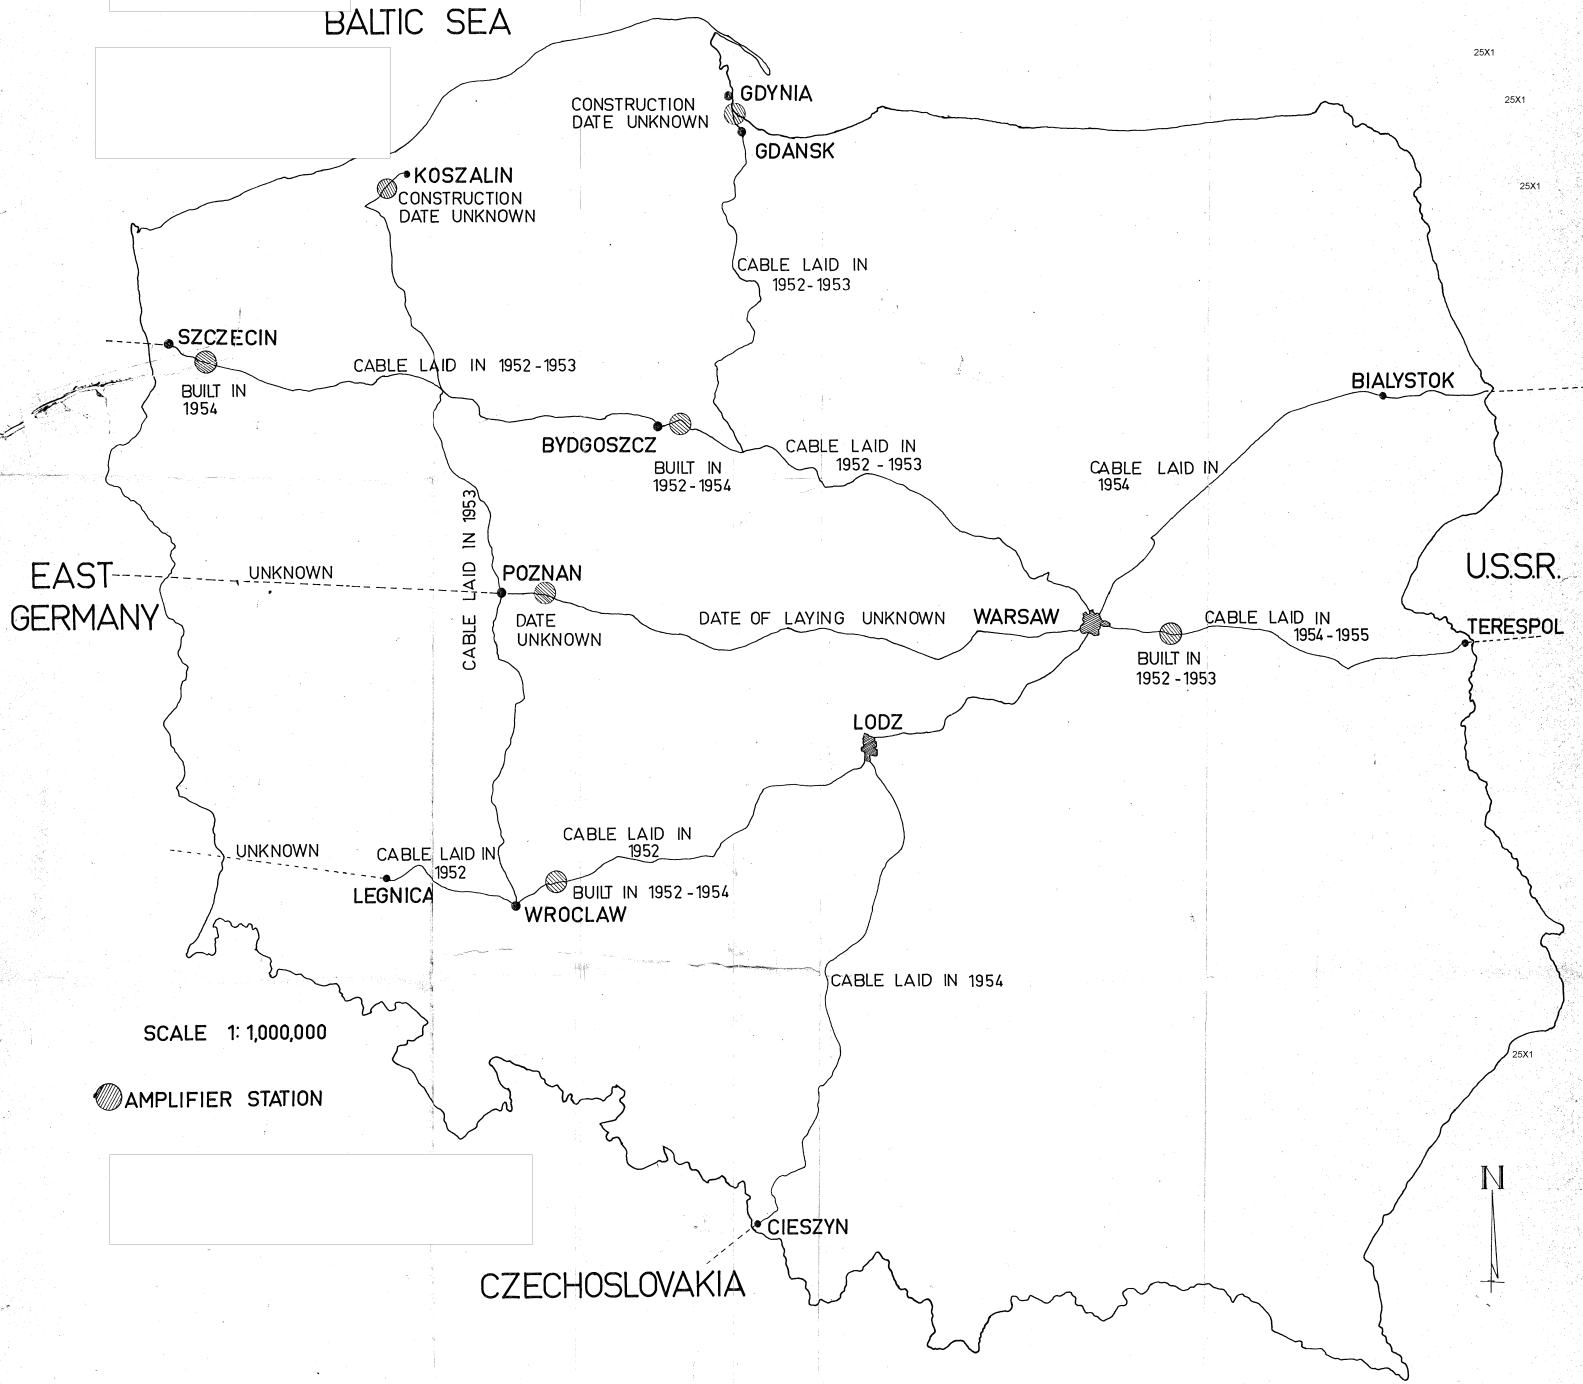 BALTIC SEA
25X1
GDYNIA
25X1
CONSTRUCTION
DATE UNKNOWN
GDANSK
KOSZALIN
25X1
CONSTRUCTION
DATE UNKNOWN
CABLE LAID IN
1952-1953
SZCZECIN
CABLE LAID IN 1952-1953
BUILT IN
1954
BIALYSTOK
BYDGOSZCZ
CABLE LAID IN
1952-1953
BUILT IN
1952-1954
CABLE LAID IN
1954
CABLE LAID IN 1953
EAST
GERMANY
UNKNOWN
POZNAN
DATE
UNKNOWN
DATE OF LAYING UNKNOWN
WARSAW
U.S.S.R.
CABLE LAID IN
1954-1955
TERESPOL
BUILT IN
1952-1953
LODZ
CABLE LAID IN
1952
UNKNOWN
CABLE LAID IN
1952
LEGNICA
BUILT IN 1952-1954
WROCLAW
CABLE LAID IN 1954
SCALE 1:1,000,000
25X1
AMPLIFIER STATION
N
CIESZYN
CZECHOSLOVAKIA